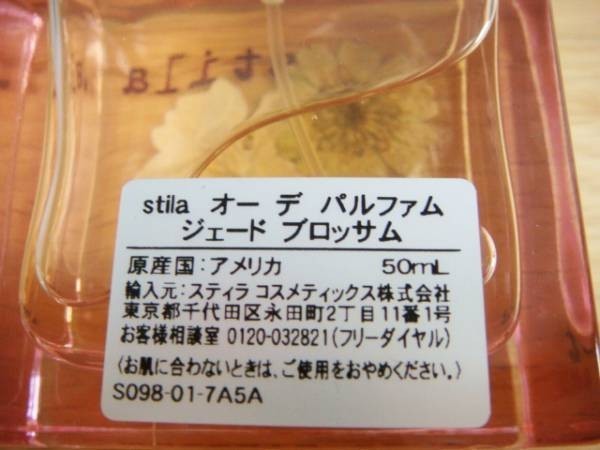 stila
stila オー デ パルファム
ジェード ブロッサム
原産国:アメリカ 50mL
輸入元:スティラ コスメティックス株式会社
東京都千代田区永田町2丁目11番1号
お客様相談室 0120-032821(フリーダイヤル)
(お肌に合わないときは、ご使用をおやめください。)
S098-01-7A5A